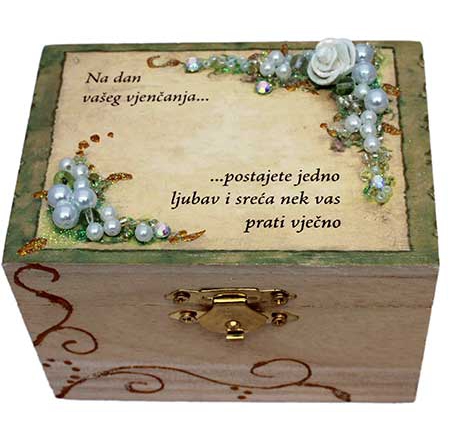 Na dan
vašeg vjenčanja...
...postajete jedno
ljubav i sreća nek vas
prati vječno